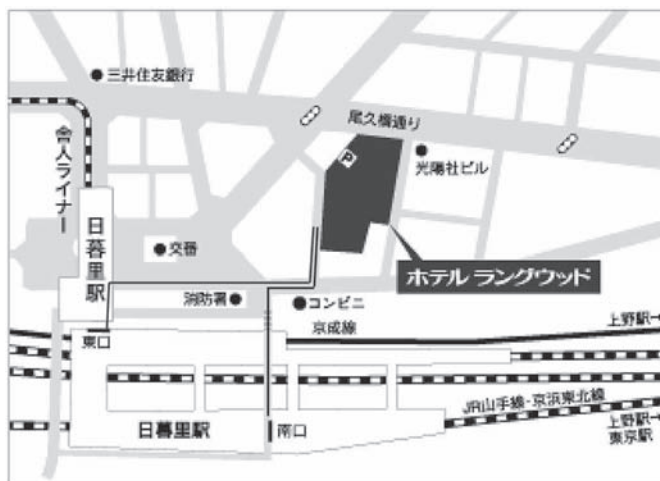 三井住友銀行
尾久橋通り
P
光陽社ビル
舎人ライナー
日暮里駅
交番
ホテル ラングウッド
消防署
コンビニ
東口
京成線
上野駅→
JR山手線・京浜東北線
日暮里駅
南口
上野駅→
東京駅